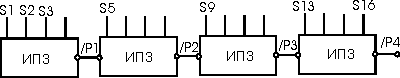 S1 S2 S3 S5 S9 S13 S16
/P1 /P2 /P3 /P4
ИПЗ ИПЗ ИПЗ ИПЗ